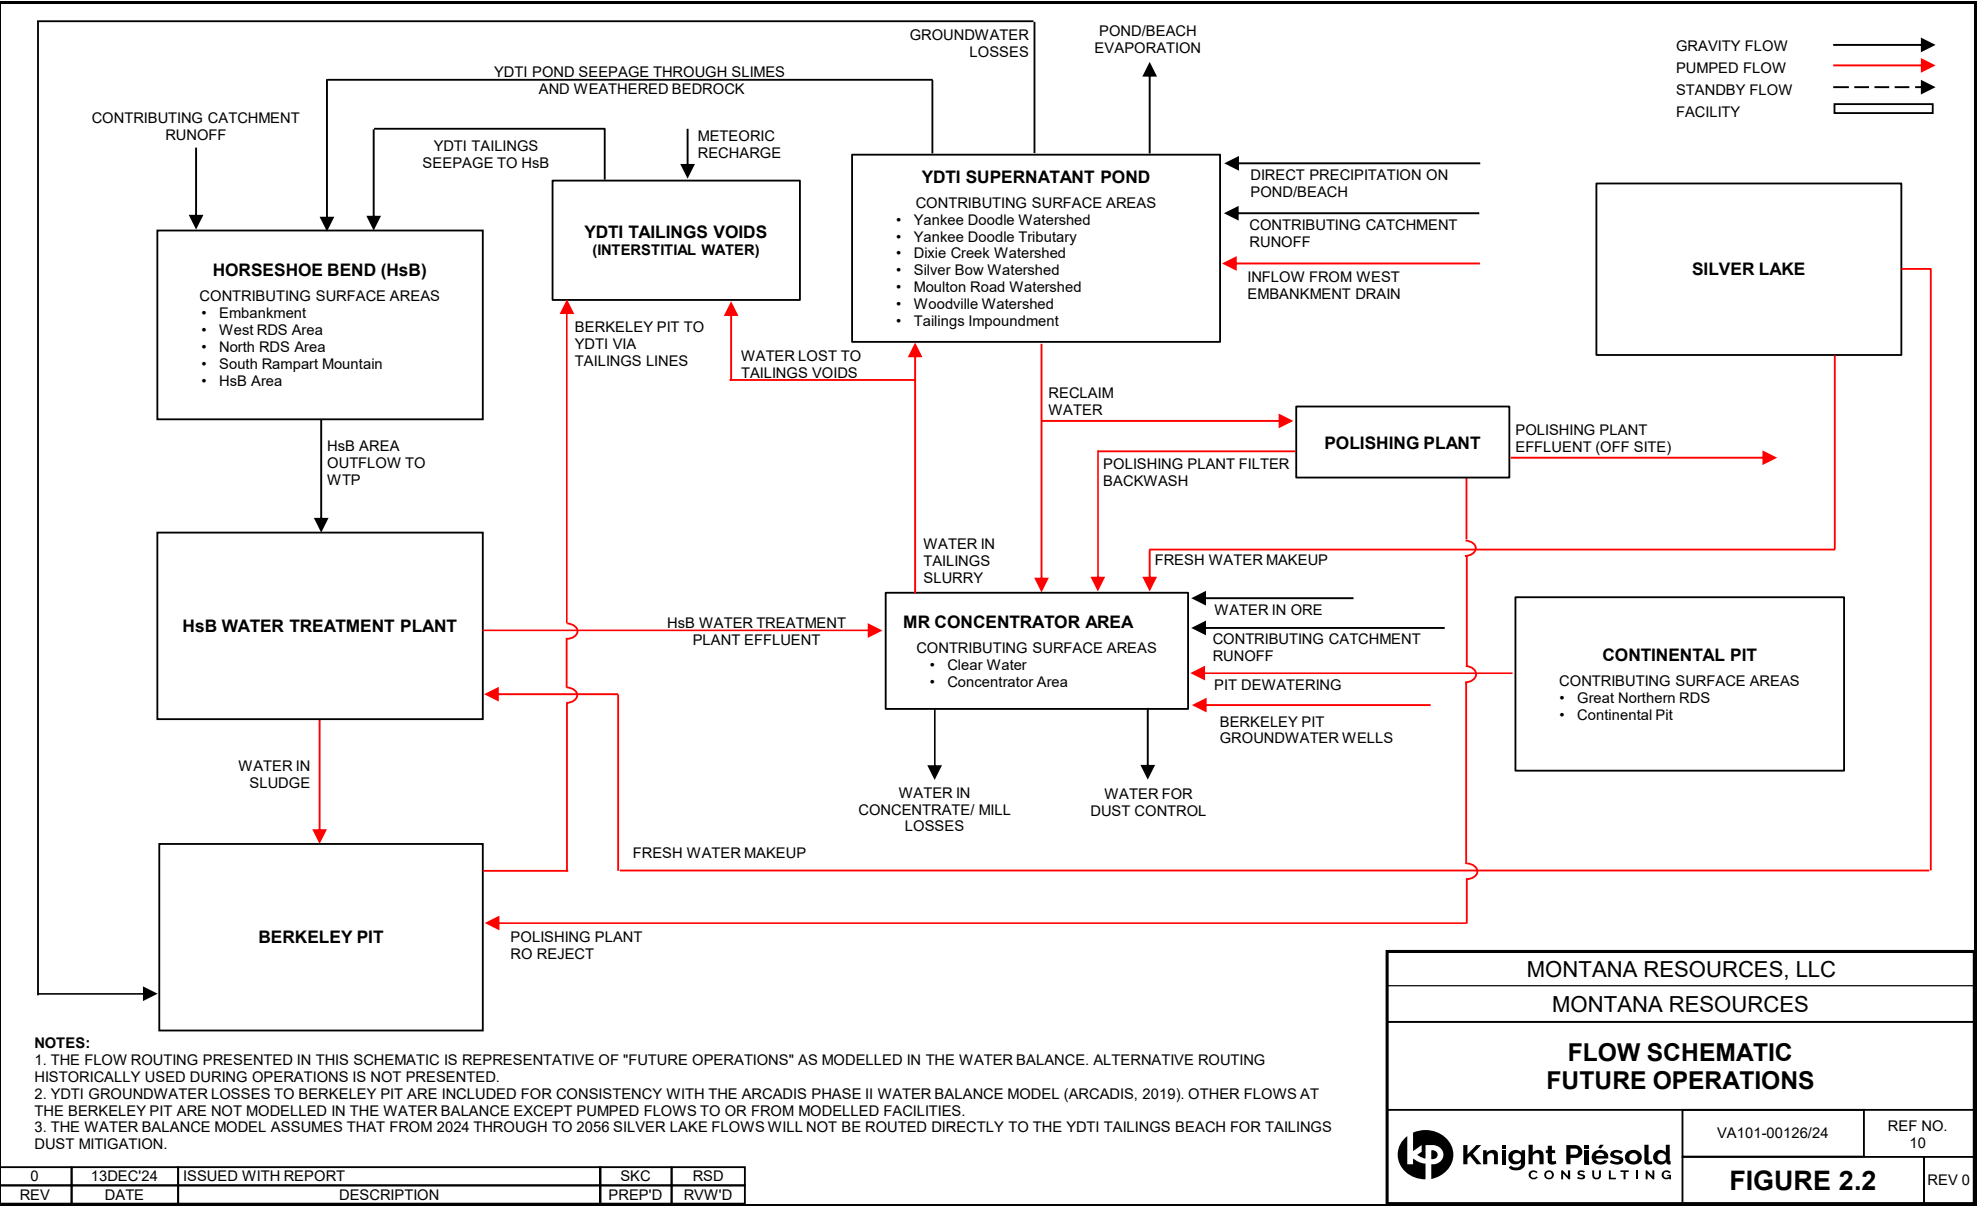 GROUNDWATER
LOSSES
POND/BEACH
EVAPORATION
GRAVITY FLOW
PUMPED FLOW
STANDBY FLOW
FACILITY
YDTI POND SEEPAGE THROUGH SLIMES
AND WEATHERED BEDROCK
CONTRIBUTING CATCHMENT
RUNOFF
YDTI TAILINGS
SEEPAGE TO HsB
METEORIC
RECHARGE
YDTI SUPERNATANT POND
CONTRIBUTING SURFACE AREAS
• Yankee Doodle Watershed
• Yankee Doodle Tributary
• Dixie Creek Watershed
• Silver Bow Watershed
• Moulton Road Watershed
• Woodville Watershed
• Tailings Impoundment
DIRECT PRECIPITATION ON
POND/BEACH
CONTRIBUTING CATCHMENT
RUNOFF
INFLOW FROM WEST
EMBANKMENT DRAIN
SILVER LAKE
YDTI TAILINGS VOIDS
(INTERSTITIAL WATER)
HORSESHOE BEND (HsB)
CONTRIBUTING SURFACE AREAS
• Embankment
• West RDS Area
• North RDS Area
• South Rampart Mountain
• HsB Area
BERKELEY PIT TO
YDTI VIA
TAILINGS LINES
WATER LOST TO
TAILINGS VOIDS
RECLAIM
WATER
POLISHING PLANT
POLISHING PLANT
EFFLUENT (OFF SITE)
POLISHING PLANT FILTER
BACKWASH
HsB AREA
OUTFLOW TO
WTP
WATER IN
TAILINGS
SLURRY
FRESH WATER MAKEUP
HsB WATER TREATMENT PLANT
HsB WATER TREATMENT
PLANT EFFLUENT
MR CONCENTRATOR AREA
CONTRIBUTING SURFACE AREAS
• Clear Water
• Concentrator Area
WATER IN ORE
CONTRIBUTING CATCHMENT
RUNOFF
PIT DEWATERING
BERKELEY PIT
GROUNDWATER WELLS
CONTINENTAL PIT
CONTRIBUTING SURFACE AREAS
• Great Northern RDS
• Continental Pit
WATER IN
SLUDGE
WATER IN
CONCENTRATE/ MILL
LOSSES
WATER FOR
DUST CONTROL
FRESH WATER MAKEUP
BERKELEY PIT
POLISHING PLANT
RO REJECT
NOTES:
1. THE FLOW ROUTING PRESENTED IN THIS SCHEMATIC IS REPRESENTATIVE OF "FUTURE OPERATIONS" AS MODELLED IN THE WATER BALANCE. ALTERNATIVE ROUTING
HISTORICALLY USED DURING OPERATIONS IS NOT PRESENTED.
2. YDTI GROUNDWATER LOSSES TO BERKELEY PIT ARE INCLUDED FOR CONSISTENCY WITH THE ARCADIS PHASE II WATER BALANCE MODEL (ARCADIS, 2019). OTHER FLOWS AT
THE BERKELEY PIT ARE NOT MODELLED IN THE WATER BALANCE EXCEPT PUMPED FLOWS TO OR FROM MODELLED FACILITIES.
3. THE WATER BALANCE MODEL ASSUMES THAT FROM 2024 THROUGH TO 2056 SILVER LAKE FLOWS WILL NOT BE ROUTED DIRECTLY TO THE YDTI TAILINGS BEACH FOR TAILINGS
DUST MITIGATION.
0 13DEC'24 ISSUED WITH REPORT SKC RSD
REV DATE DESCRIPTION PREP'D RVW'D
MONTANA RESOURCES, LLC
MONTANA RESOURCES
FLOW SCHEMATIC
FUTURE OPERATIONS
kp Knight Piésold
CONSULTING
VA101-00126/24
REF NO.
10
FIGURE 2.2
REV 0